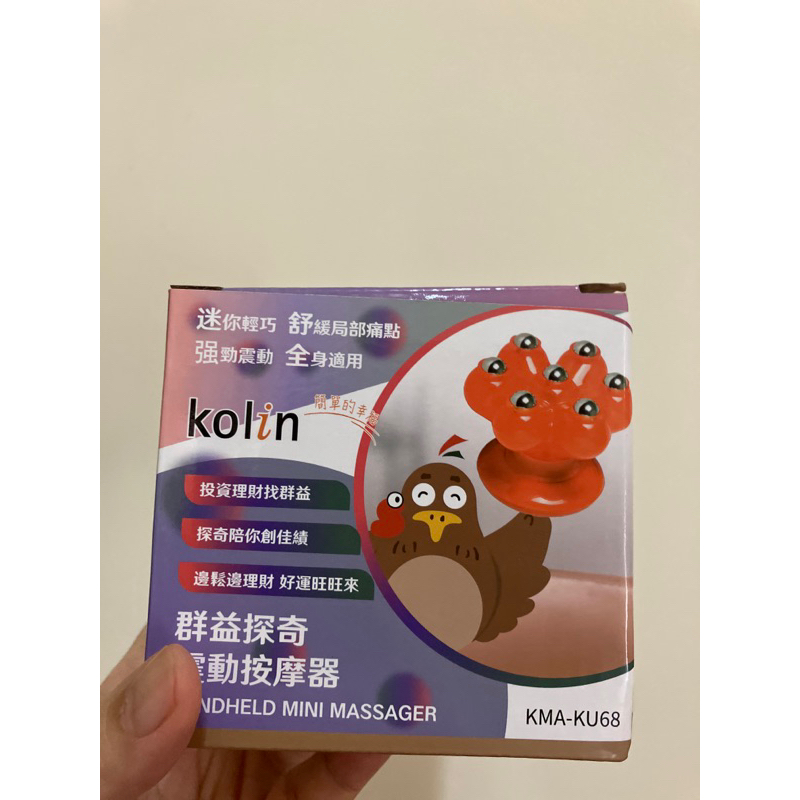 迷你輕巧 舒緩局部痛點
强勁震動 全身適用
kolin
簡單的幸福
投資理財找群益
探奇陪你創佳績
邊鬆邊理財 好運旺旺來
群益探奇
震動按摩器
NDHELD MINI MASSAGER
KMA-KU68